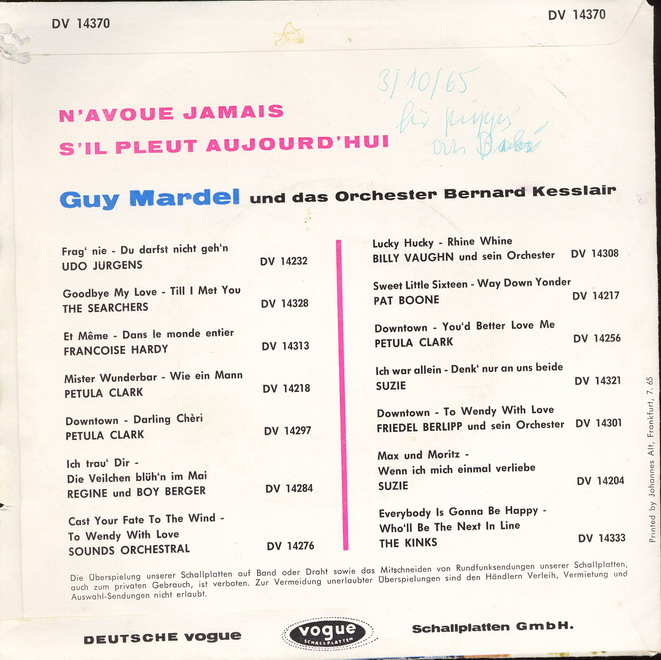 DV 14370
DV 14370
3/10/65
N'AVOUE JAMAIS
S'IL PLEUT AUJOURD'HUI
Guy Mardel und das Orchester Bernard Kesslair
Frag' nie - Du darfst nicht geh'n
UDO JURGENS DV 14232
Goodbye My Love - Till I Met You
THE SEARCHERS DV 14328
Et Même - Dans le monde entier
FRANCOISE HARDY DV 14313
Mister Wunderbar - Wie ein Mann
PETULA CLARK DV 14218
Downtown - Darling Chèri
PETULA CLARK DV 14297
Ich trau' Dir -
Die Veilchen blüh'n im Mai
REGINE und BOY BERGER DV 14284
Cast Your Fate To The Wind -
To Wendy With Love
SOUNDS ORCHESTRAL DV 14276
Lucky Hucky - Rhine Whine
BILLY VAUGHN und sein Orchester DV 14308
Sweet Little Sixteen - Way Down Yonder
PAT BOONE DV 14217
Downtown - You'd Better Love Me
PETULA CLARK DV 14256
Ich war allein - Denk' nur an uns beide
SUZIE DV 14321
Downtown - To Wendy With Love
FRIEDEL BERLIPP und sein Orchester DV 14301
Max und Moritz -
Wenn ich mich einmal verliebe
SUZIE DV 14204
Everybody Is Gonna Be Happy -
Who'll Be The Next In Line
THE KINKS DV 14333
Die Überspielung unserer Schallplatten auf Band oder Draht sowie das Mitschneiden von Rundfunksendungen unserer Schallplatten,
auch zum privaten Gebrauch, ist verboten. Zur Vermeidung unerlaubter Überspielungen sind den Händlern Verleih, Vermietung und
Auswahl-Sendungen nicht erlaubt.
DEUTSCHE vogue
vogue
SCHALLPLATTEN
Schallplatten GmbH.
Printed by Johannes Alt, Frankfurt, 7. 65